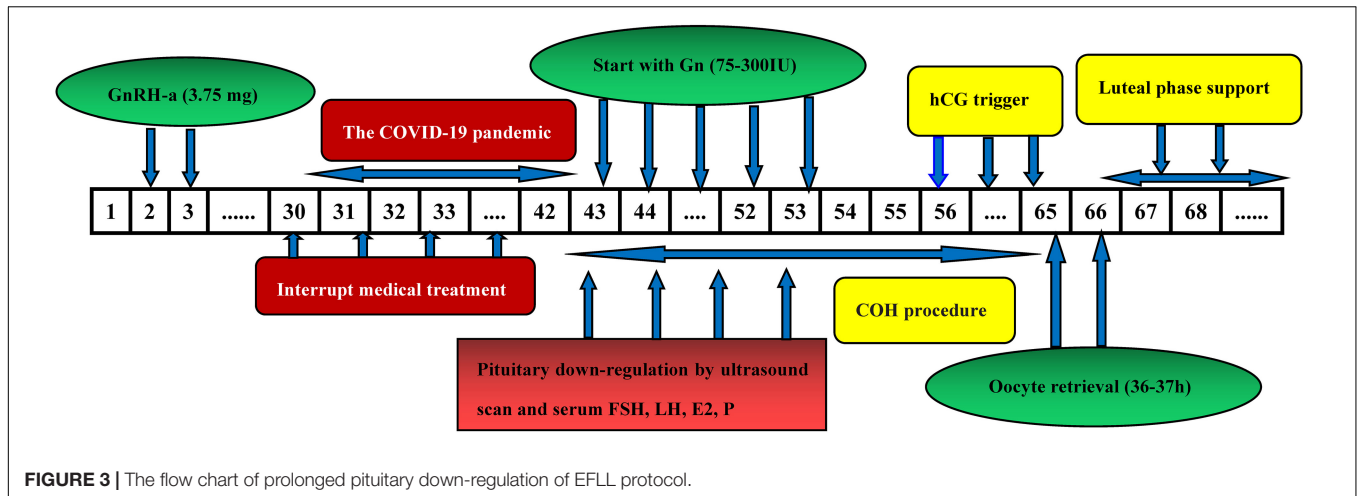 Start with Gn (75-300IU)
GnRH-a (3.75 mg)
hCG trigger
Luteal phase support
The COVID-19 pandemic
1 2 3 ...... 30 31 32 33 .... 42 43 44 .... 52 53 54 55 56 .... 65 66 67 68 ......
Interrupt medical treatment
COH procedure
Pituitary down-regulation by ultrasound
scan and serum FSH, LH, E2, P
Oocyte retrieval (36-37h)
FIGURE 3 | The flow chart of prolonged pituitary down-regulation of EFLL protocol.